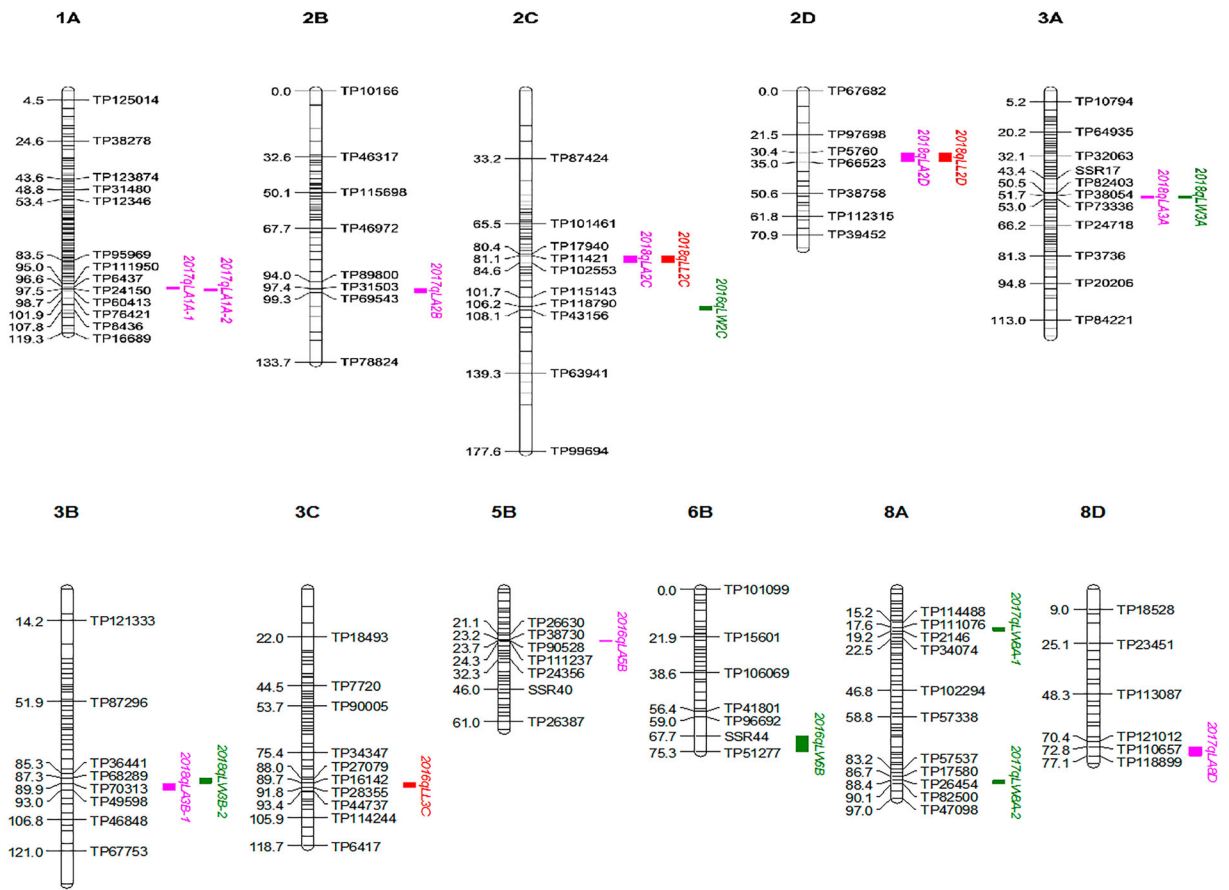 1A
4.5 TP125014
24.6 TP38278
43.6 TP123874
48.8 TP31480
53.4 TP12346
83.5 TP95969
95.0 TP111950
96.6 TP6437
97.5 TP24150
98.7 TP60413
101.9 TP76421
107.8 TP8436
119.3 TP16689
2017qLA1A-1
2017qLA1A-2
2B
0.0 TP10166
32.6 TP46317
50.1 TP115698
67.7 TP46972
94.0 TP89800
97.4 TP31503
99.3 TP69543
133.7 TP78824
2017qLA2B
2C
33.2 TP87424
65.5 TP101461
80.4 TP17940
81.1 TP11421
84.6 TP102553
101.7 TP115143
106.2 TP118790
108.1 TP43156
139.3 TP63941
177.6 TP99694
2018qLA2C
2018qLL2C
2016qLW2C
2D
0.0 TP67682
21.5 TP97698
30.4 TP5760
35.0 TP66523
50.6 TP38758
61.8 TP112315
70.9 TP39452
2018qLA2D
2018qLL2D
3A
5.2 TP10794
20.2 TP64935
32.1 TP32063
43.4 SSR17
50.5 TP82403
51.7 TP38054
53.0 TP73336
66.2 TP24718
81.3 TP3736
94.8 TP20206
113.0 TP84221
2018qLA3A
2018qLW3A
3B
14.2 TP121333
51.9 TP87296
85.3 TP36441
87.3 TP68289
89.9 TP70313
93.0 TP49598
106.8 TP46848
121.0 TP67753
2018qLA3B-1
2018qLW3B-2
3C
22.0 TP18493
44.5 TP7720
53.7 TP90005
75.4 TP34347
88.0 TP27079
89.7 TP16142
91.8 TP28355
93.4 TP44737
105.9 TP114244
118.7 TP6417
2016qLL3C
5B
21.1 TP26630
23.2 TP38730
23.7 TP90528
24.3 TP111237
32.3 TP24356
46.0 SSR40
61.0 TP26387
2016qLA5B
6B
0.0 TP101099
21.9 TP15601
38.6 TP106069
56.4 TP41801
59.0 TP96692
67.7 SSR44
75.3 TP51277
2016qLW6B
8A
15.2 TP114488
17.6 TP111076
19.2 TP2146
22.5 TP34074
46.8 TP102294
58.8 TP57338
83.2 TP57537
86.7 TP17580
88.4 TP26454
90.1 TP82500
97.0 TP47098
2017qLW8A-1
2017qLW8A-2
8D
9.0 TP18528
25.1 TP23451
48.3 TP113087
70.4 TP121012
72.8 TP110657
77.1 TP118899
2017qLA8D